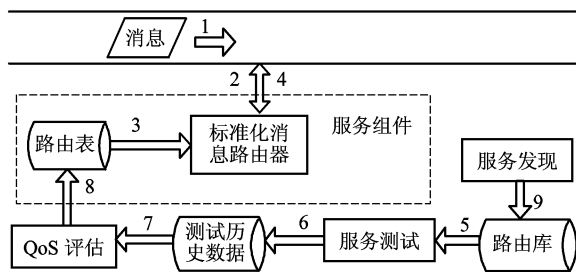 消息
1
2
4
服务组件
标准化消
息路由器
3
路由表
服务发现
8
9
7
测试历
史数据
6
服务测试
5
路由库
QoS 评估